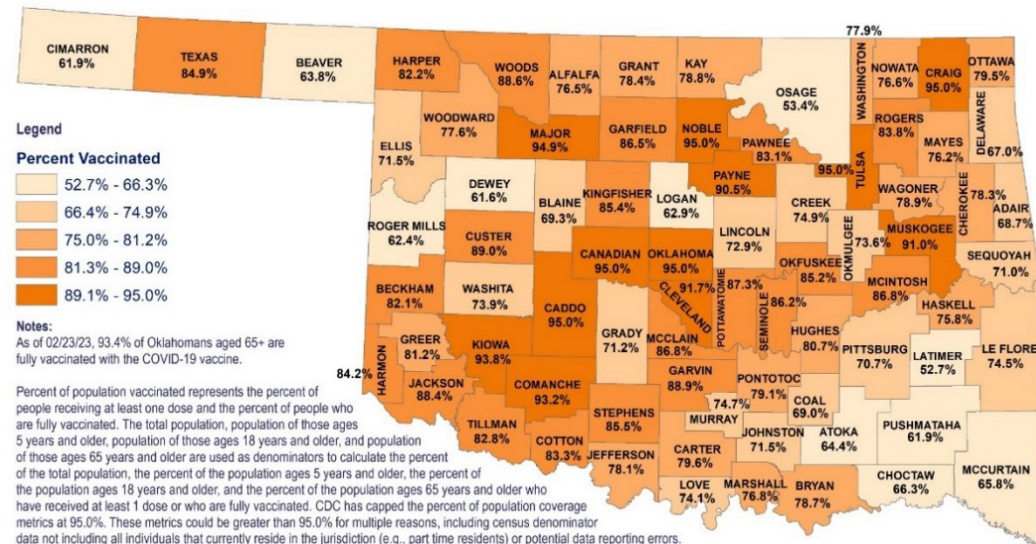 77.9%
CIMARRON
61.9%
TEXAS
84.9%
BEAVER
63.8%
HARPER
82.2%
WOODS
88.6%
ALFALFA
76.5%
GRANT
78.4%
KAY
78.8%
OSAGE
53.4%
WASHINGTON
NOWATA
76.6%
CRAIG
95.0%
OTTAWA
79.5%
WOODWARD
77.6%
MAJOR
94.9%
GARFIELD
86.5%
NOBLE
95.0%
PAWNEE
83.1%
ROGERS
83.8%
MAYES
76.2%
DELAWARE
67.0%
ELLIS
71.5%
DEWEY
61.6%
BLAINE
69.3%
KINGFISHER
85.4%
LOGAN
62.9%
PAYNE
90.5%
95.0%
TULSA
WAGONER
78.9%
CHEROKEE
78.3%
ADAIR
68.7%
ROGER MILLS
62.4%
CUSTER
89.0%
CANADIAN
95.0%
OKLAHOMA
95.0%
LINCOLN
72.9%
CREEK
74.9%
OKMULGEE
73.6%
MUSKOGEE
91.0%
SEQUOYAH
71.0%
BECKHAM
82.1%
WASHITA
73.9%
CADDO
95.0%
GRADY
71.2%
91.7%
CLEVELAND
POTTAWATOMIE
87.3%
SEMINOLE
86.2%
OKFUSKEE
85.2%
MCINTOSH
86.8%
HASKELL
75.8%
GREER
81.2%
KIOWA
93.8%
MCCLAIN
86.8%
HUGHES
80.7%
PITTSBURG
70.7%
LATIMER
52.7%
LE FLORE
74.5%
84.2%
HARMON
JACKSON
88.4%
COMANCHE
93.2%
GARVIN
88.9%
PONTOTOC
79.1%
COAL
69.0%
TILLMAN
82.8%
COTTON
83.3%
STEPHENS
85.5%
74.7%
MURRAY
JOHNSTON
71.5%
ATOKA
64.4%
PUSHMATAHA
61.9%
JEFFERSON
78.1%
CARTER
79.6%
LOVE
74.1%
MARSHALL
76.8%
BRYAN
78.7%
CHOCTAW
66.3%
MCCURTAIN
65.8%
Legend
Percent Vaccinated
52.7% - 66.3%
66.4% - 74.9%
75.0% - 81.2%
81.3% - 89.0%
89.1% - 95.0%
Notes:
As of 02/23/23, 93.4% of Oklahomans aged 65+ are
fully vaccinated with the COVID-19 vaccine.
Percent of population vaccinated represents the percent of
people receiving at least one dose and the percent of people who
are fully vaccinated. The total population, population of those ages
5 years and older, population of those ages 18 years and older, and population
of those ages 65 years and older are used as denominators to calculate the percent
of the total population, the percent of the population ages 5 years and older, the percent of
the population ages 18 years and older, and the percent of the population ages 65 years and older who
have received at least 1 dose or who are fully vaccinated. CDC has capped the percent of population coverage
metrics at 95.0%. These metrics could be greater than 95.0% for multiple reasons, including census denominator
data not including all individuals that currently reside in the jurisdiction (e.g., part time residents) or potential data reporting errors.